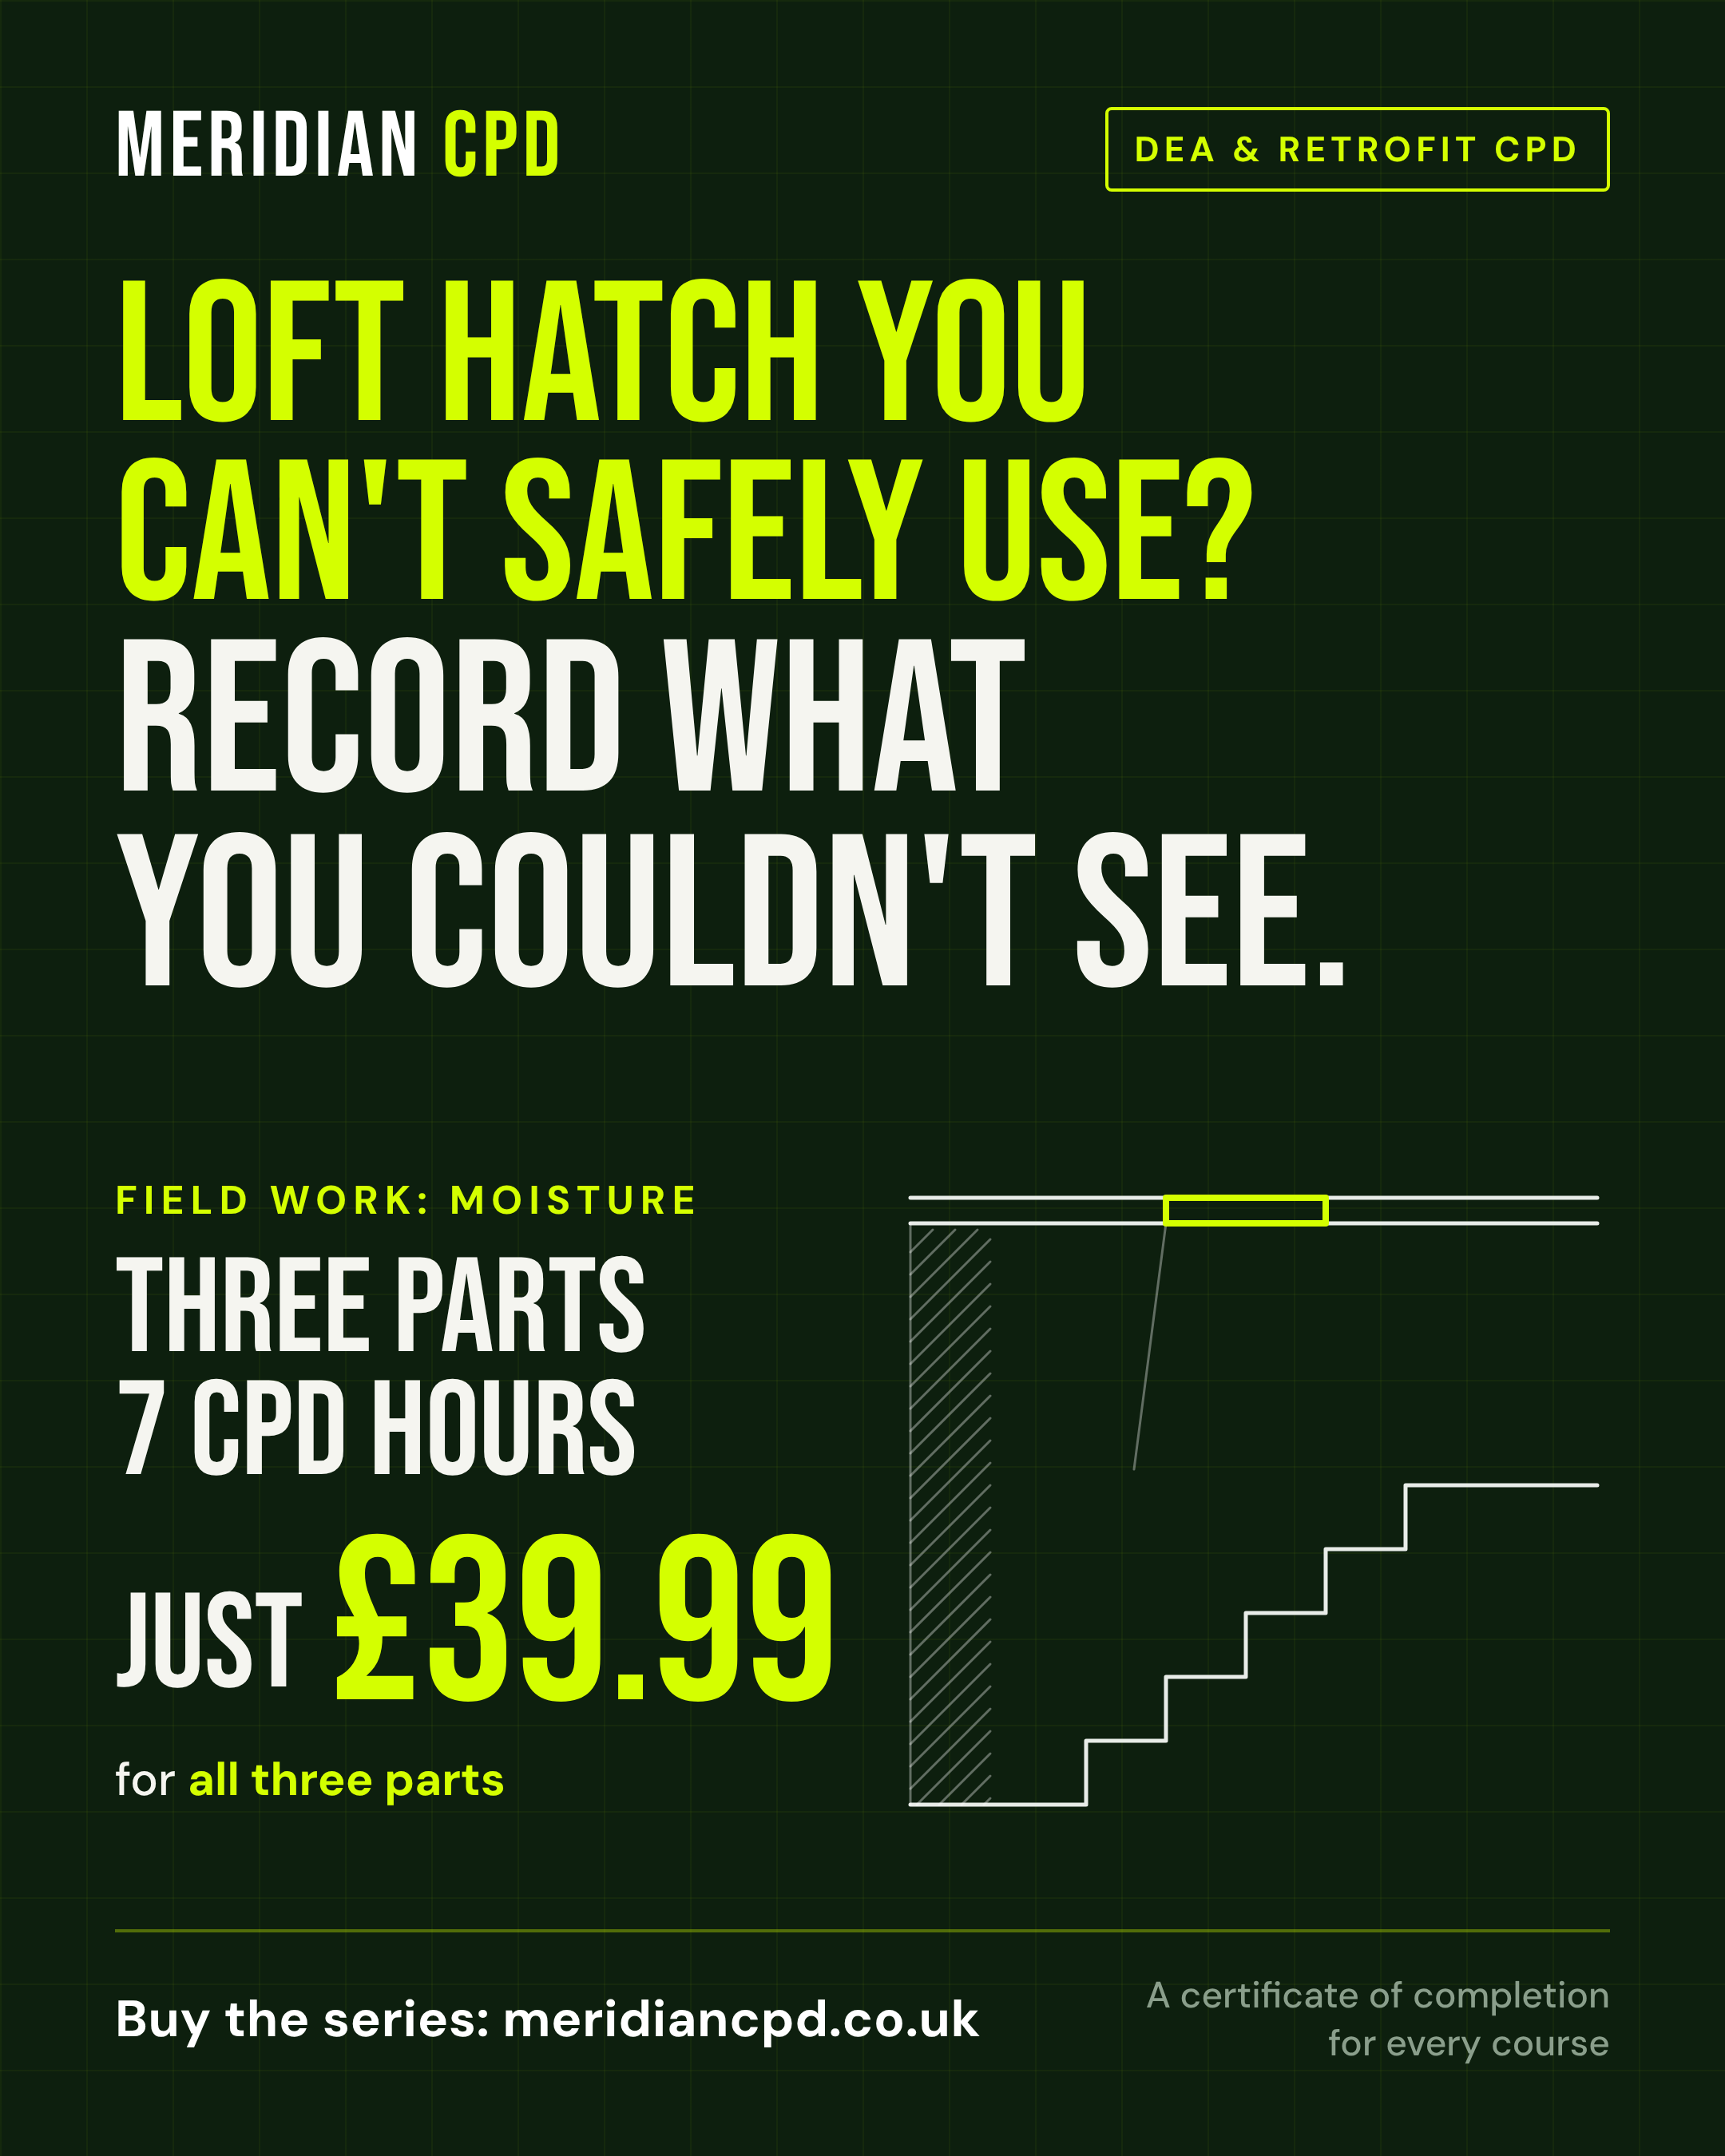 MERIDIAN CPD
DEA & RETROFIT CPD
LOFT HATCH YOU
CAN'T SAFELY USE?
RECORD WHAT
YOU COULDN'T SEE.
FIELD WORK: MOISTURE
THREE PARTS
7 CPD HOURS
JUST £39.99
for all three parts
Buy the series: meridiancpd.co.uk
A certificate of completion
for every course